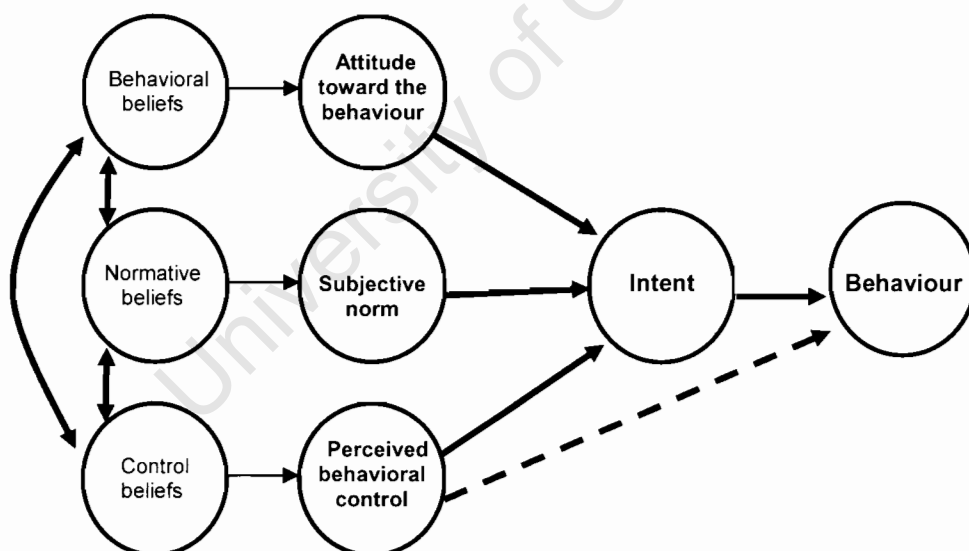 Behavioral
beliefs
Attitude
toward the
behaviour
Normative
beliefs
Subjective
norm
Intent
Behaviour
Control
beliefs
Perceived
behavioral
control
University of C